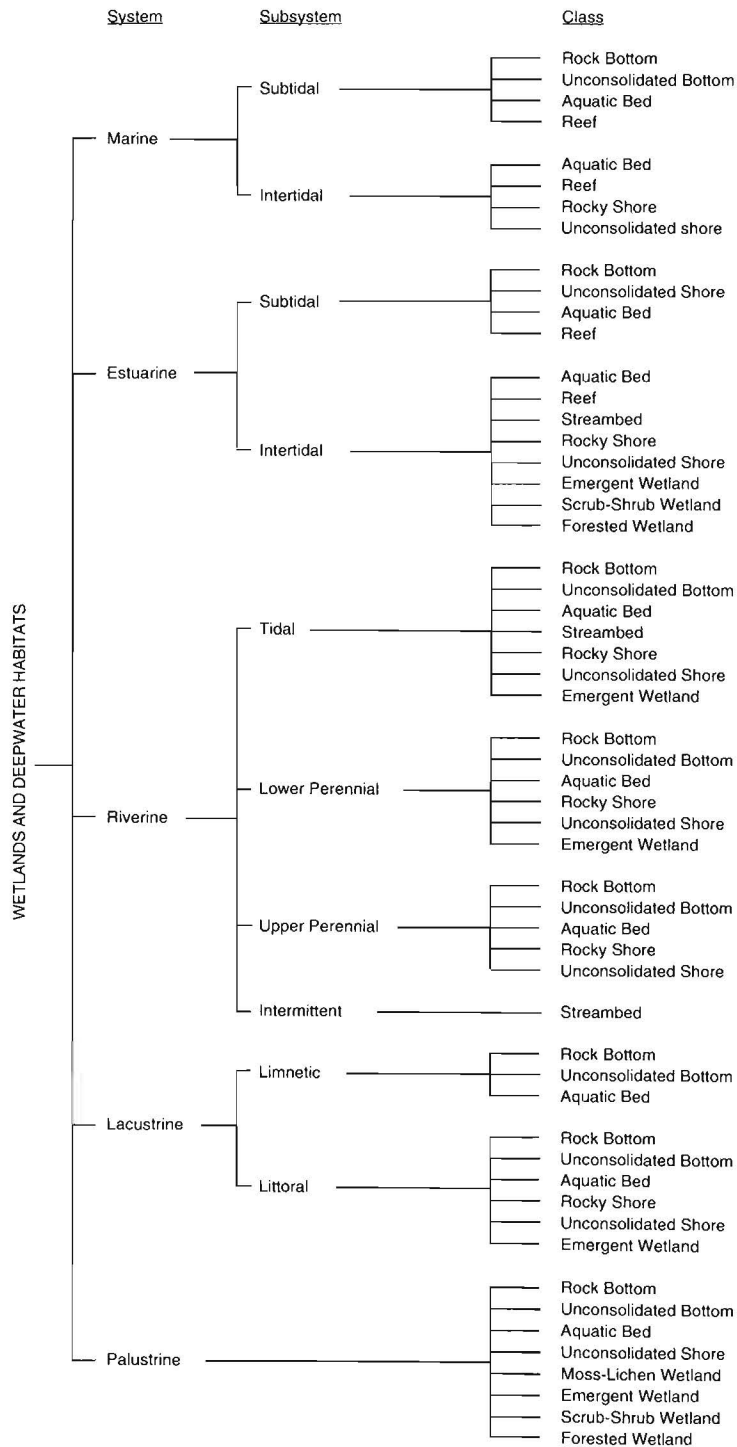 System Subsystem Class
WETLANDS AND DEEPWATER HABITATS
Marine
Subtidal
Rock Bottom
Unconsolidated Bottom
Aquatic Bed
Reef
Intertidal
Aquatic Bed
Reef
Rocky Shore
Unconsolidated shore
Estuarine
Subtidal
Rock Bottom
Unconsolidated Shore
Aquatic Bed
Reef
Intertidal
Aquatic Bed
Reef
Streambed
Rocky Shore
Unconsolidated Shore
Emergent Wetland
Scrub-Shrub Wetland
Forested Wetland
Riverine
Tidal
Rock Bottom
Unconsolidated Bottom
Aquatic Bed
Streambed
Rocky Shore
Unconsolidated Shore
Emergent Wetland
Lower Perennial
Rock Bottom
Unconsolidated Bottom
Aquatic Bed
Rocky Shore
Unconsolidated Shore
Emergent Wetland
Upper Perennial
Rock Bottom
Unconsolidated Bottom
Aquatic Bed
Rocky Shore
Unconsolidated Shore
Intermittent
Streambed
Lacustrine
Limnetic
Rock Bottom
Unconsolidated Bottom
Aquatic Bed
Littoral
Rock Bottom
Unconsolidated Bottom
Aquatic Bed
Rocky Shore
Unconsolidated Shore
Emergent Wetland
Palustrine
Rock Bottom
Unconsolidated Bottom
Aquatic Bed
Unconsolidated Shore
Moss-Lichen Wetland
Emergent Wetland
Scrub-Shrub Wetland
Forested Wetland